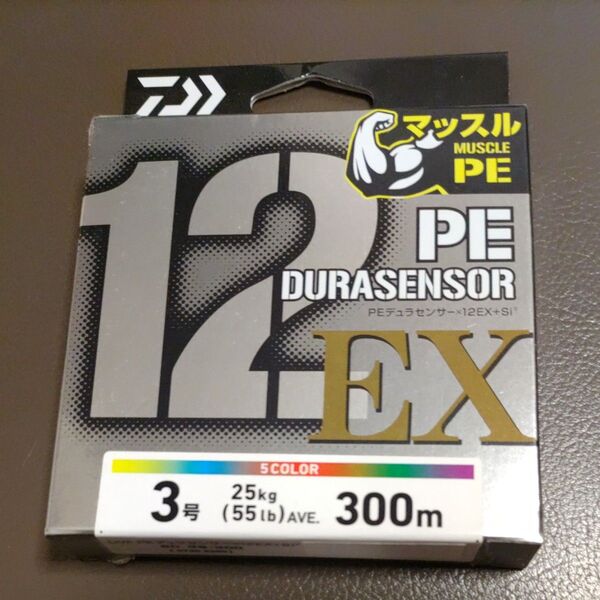 マッスル
MUSCLE
PE
12
PE
DURASENSOR
PEデュラセンサー×12EX+Si³
EX
5COLOR
3号 25kg (55lb) AVE. 300m